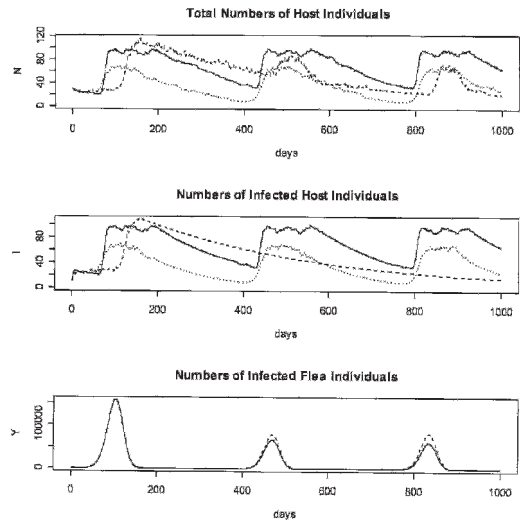 Total Numbers of Host Individuals
N
0 40 80 120
0 200 400 600 800 1000
days
Numbers of Infected Host Individuals
I
0 40 80
0 200 400 600 800 1000
days
Numbers of Infected Flea Individuals
Y
0 100000
0 200 400 600 800 1000
days